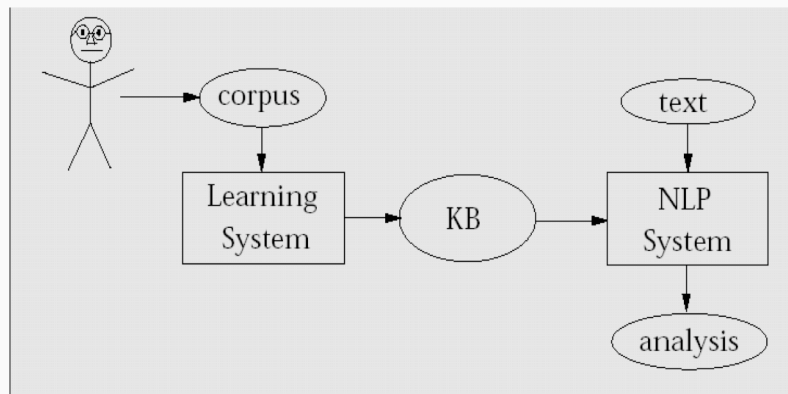 corpus
text
Learning
System
KB
NLP
System
analysis